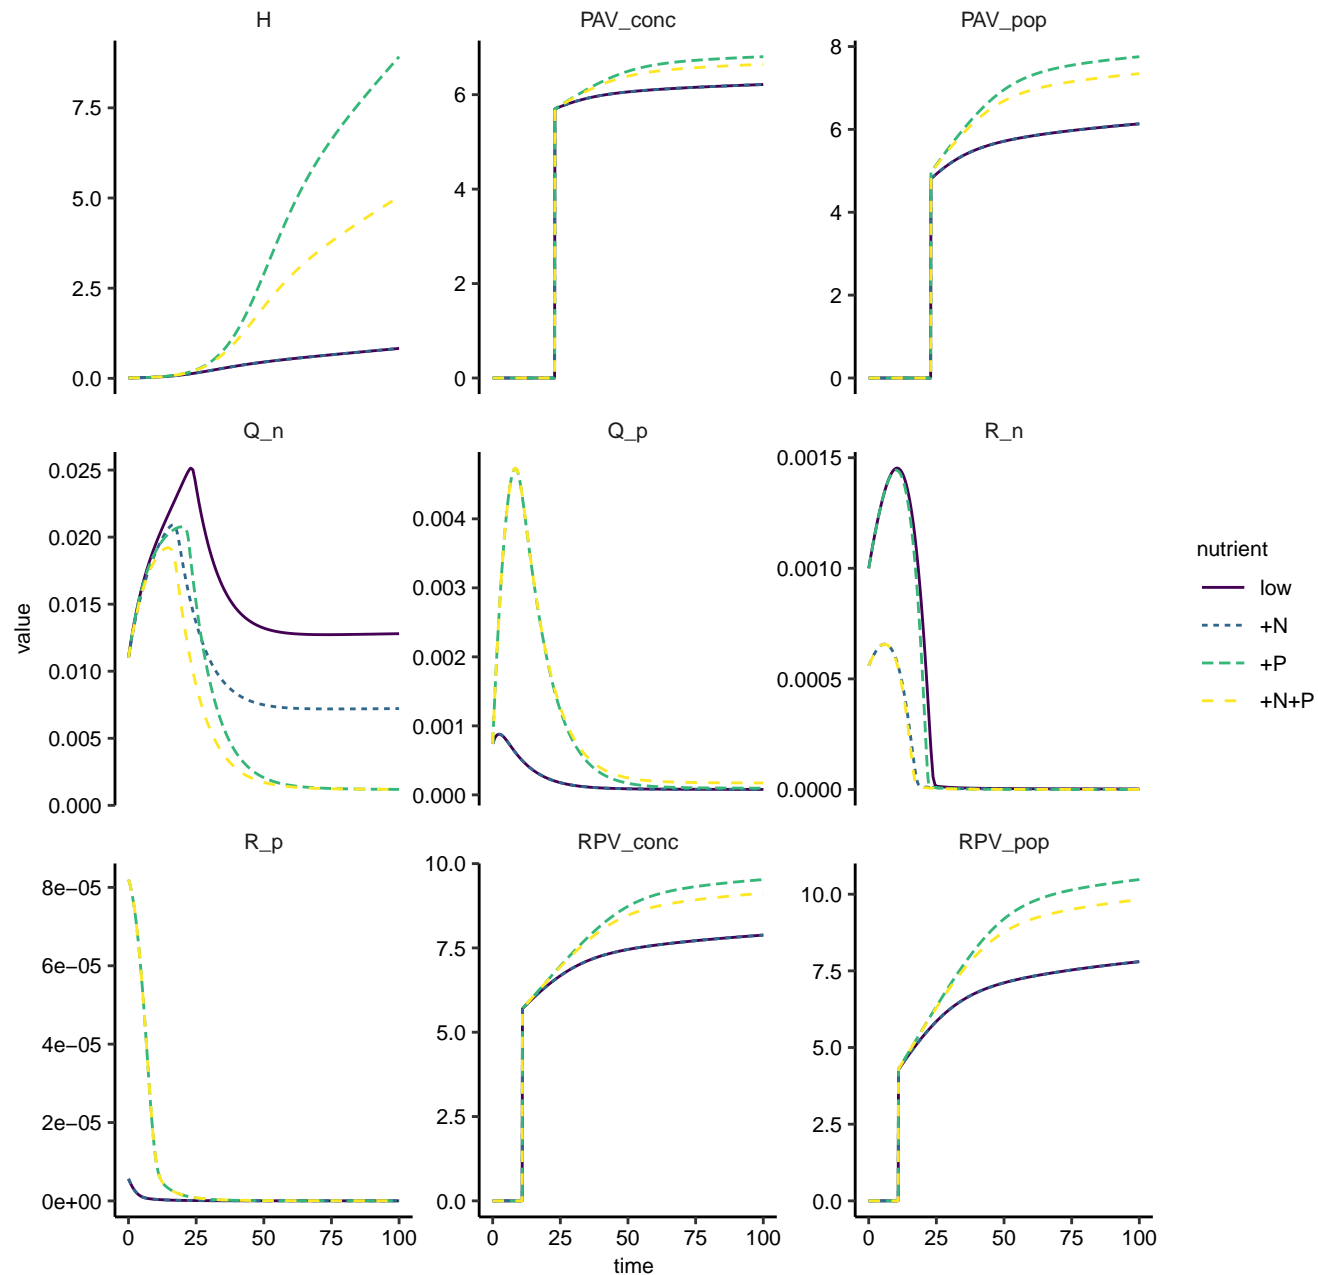 H
PAV_conc
PAV_pop
7.5
5.0
2.5
0.0
6
4
2
0
8
6
4
2
0
Q_n
Q_p
R_n
0.025
0.020
0.015
0.010
0.005
0.000
0.004
0.003
0.002
0.001
0.000
0.0015
0.0010
0.0005
0.0000
value
nutrient
low
+N
+P
+N+P
R_p
RPV_conc
RPV_pop
8e−05
6e−05
4e−05
2e−05
0e+00
10.0
7.5
5.0
2.5
0.0
10.0
7.5
5.0
2.5
0.0
0 25 50 75 100
0 25 50 75 100
0 25 50 75 100
time